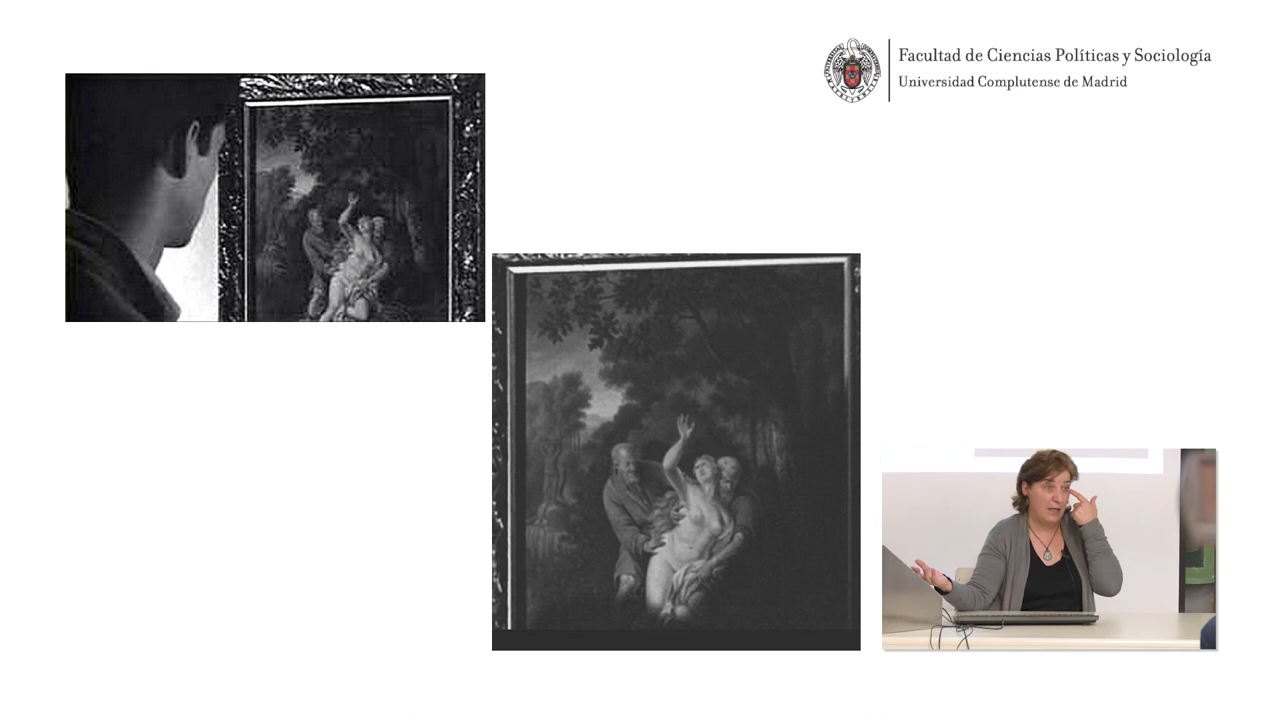 Facultad de Ciencias Políticas y Sociología
Universidad Complutense de Madrid